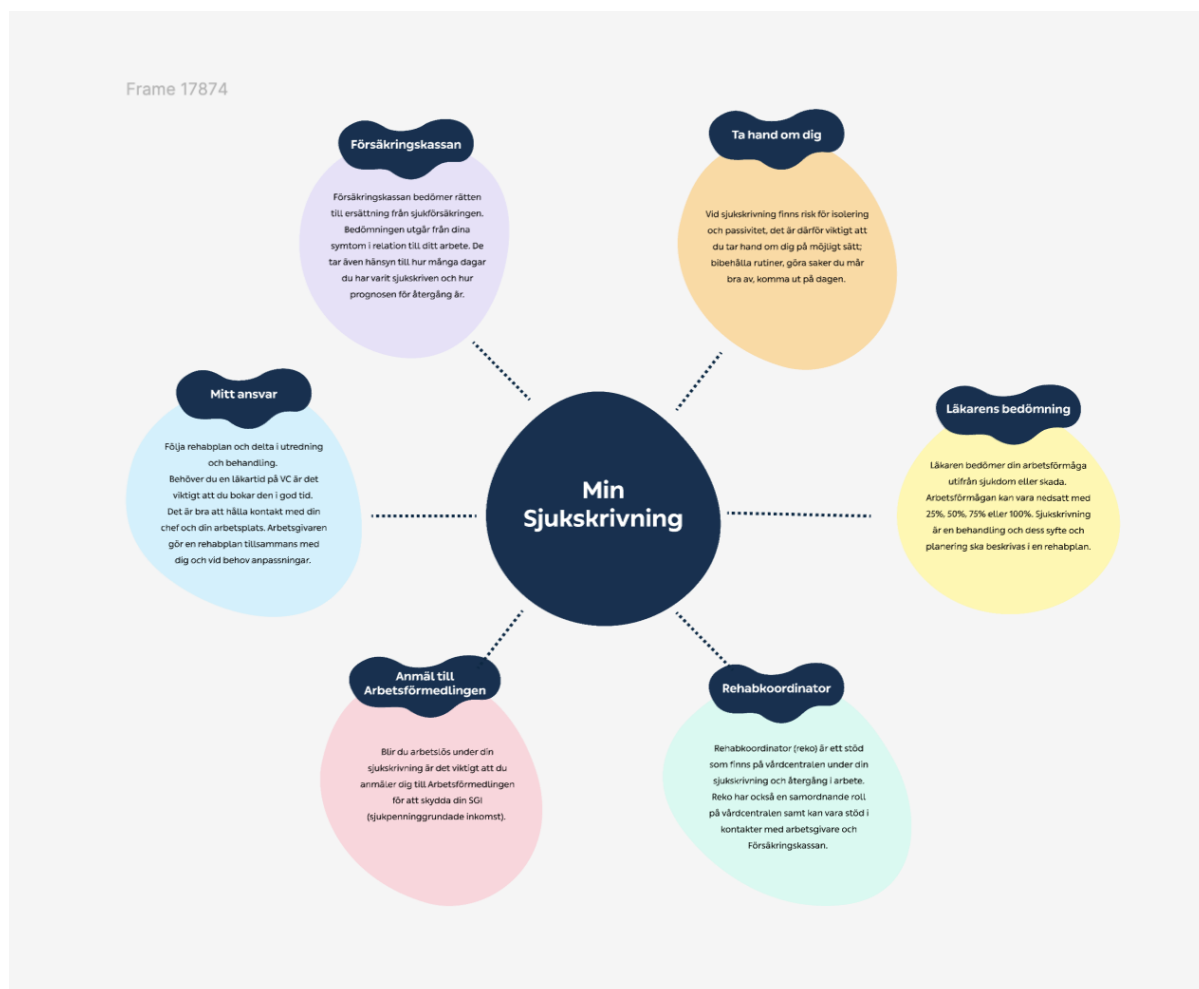 Frame 17874
Försäkringskassan
Försäkringskassan bedömer rätten
till ersättning från sjukförsäkringen.
Bedömningen utgår från dina
symtom i relation till ditt arbete. De
tar även hänsyn till hur många dagar
du har varit sjukskriven och hur
prognosen för återgång är.
Ta hand om dig
Vid sjukskrivning finns risk för isolering
och passivitet, det är därför viktigt att
du tar hand om dig på möjligt sätt;
bibehålla rutiner, göra saker du mår
bra av, komma ut på dagen.
Mitt ansvar
Följa rehabplan och delta i utredning
och behandling.
Behöver du en läkartid på VC är det
viktigt att du bokar den i god tid.
Det är bra att hålla kontakt med din
chef och din arbetsplats. Arbetsgivaren
gör en rehabplan tillsammans med
dig och vid behov anpassningar.
Min
Sjukskrivning
Läkarens bedömning
Läkaren bedömer din arbetsförmåga
utifrån sjukdom eller skada.
Arbetsförmågan kan vara nedsatt med
25%, 50%, 75% eller 100%. Sjukskrivning
är en behandling och dess syfte och
planering ska beskrivas i en rehabplan.
Anmäl till
Arbetsförmedlingen
Blir du arbetslös under din
sjukskrivning är det viktigt att du
anmäler dig till Arbetsförmedlingen
för att skydda din SGI
(sjukpenninggrundade inkomst).
Rehabkoordinator
Rehabkoordinator (reko) är ett stöd
som finns på vårdcentralen under din
sjukskrivning och återgång i arbete.
Reko har också en samordnande roll
på vårdcentralen samt kan vara stöd i
kontakter med arbetsgivare och
Försäkringskassan.